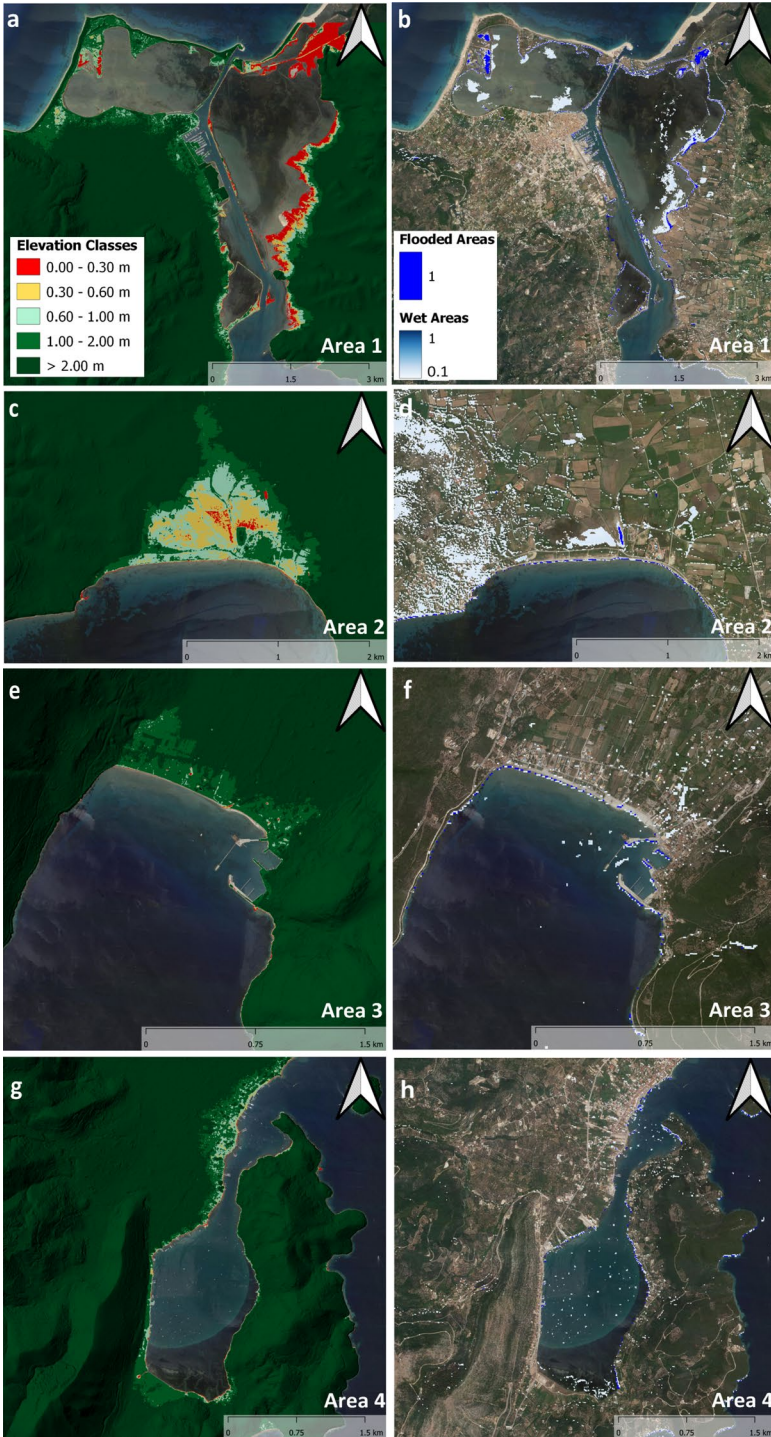 a
Elevation Classes
0.00 - 0.30 m
0.30 - 0.60 m
0.60 - 1.00 m
1.00 - 2.00 m
> 2.00 m
Area 1
0 1.5 3 km
b
Flooded Areas
1
Wet Areas
1
0.1
Area 1
0 1.5 3 km
c
Area 2
0 1 2 km
d
Area 2
0 1 2 km
e
Area 3
0 0.75 1.5 km
f
Area 3
0 0.75 1.5 km
g
Area 4
0 0.75 1.5 km
h
Area 4
0 0.75 1.5 km